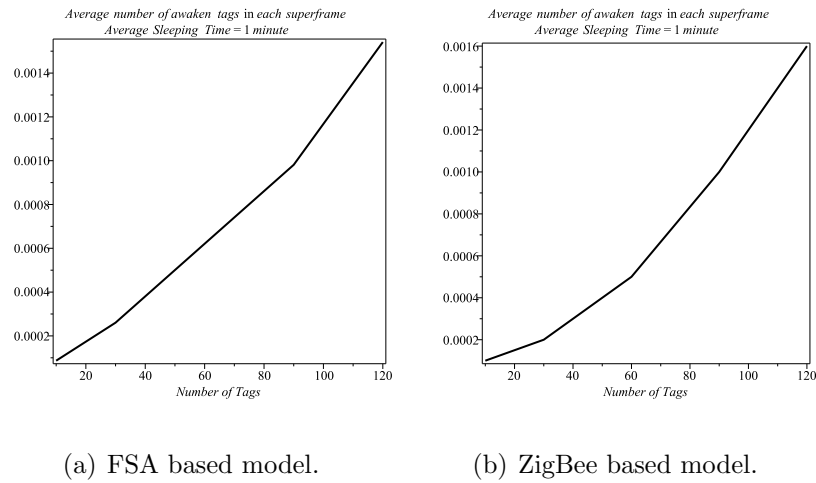 Average number of awaken tags in each superframe
Average Sleeping Time = 1 minute
0.0014
0.0012
0.0010
0.0008
0.0006
0.0004
0.0002
20 40 60 80 100 120
Number of Tags
(a) FSA based model.
Average number of awaken tags in each superframe
Average Sleeping Time = 1 minute
0.0016
0.0014
0.0012
0.0010
0.0008
0.0006
0.0004
0.0002
20 40 60 80 100 120
Number of Tags
(b) ZigBee based model.